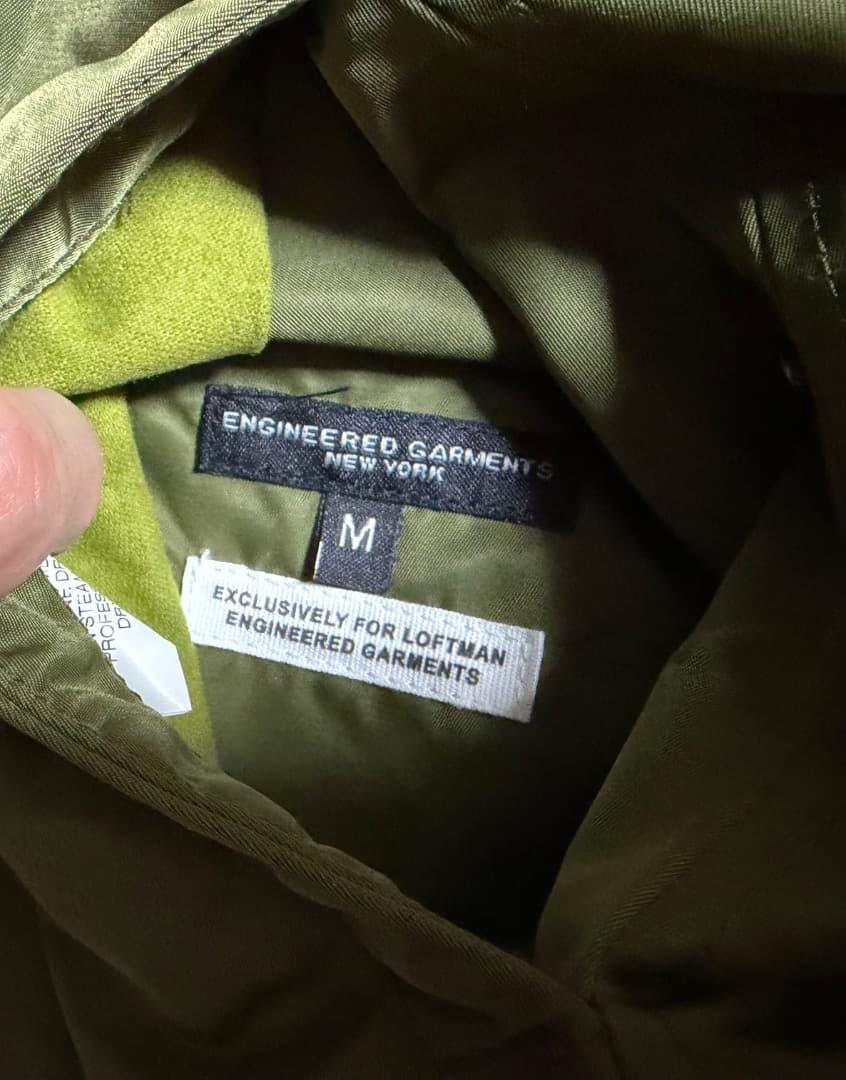 ENGINEERED GARMENTS
NEW YORK
M
EXCLUSIVELY FOR LOFTMAN
ENGINEERED GARMENTS